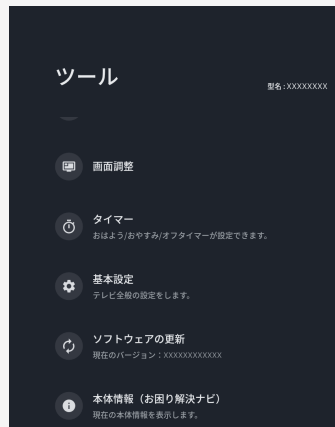 ツール
型名:XXXXXXXX
画面調整
タイマー
おはよう/おやすみ/オフタイマーが設定できます。
基本設定
テレビ全般の設定をします。
ソフトウェアの更新
現在のバージョン:XXXXXXXXXXXX
本体情報（お困り解決ナビ）
現在の本体情報を表示します。